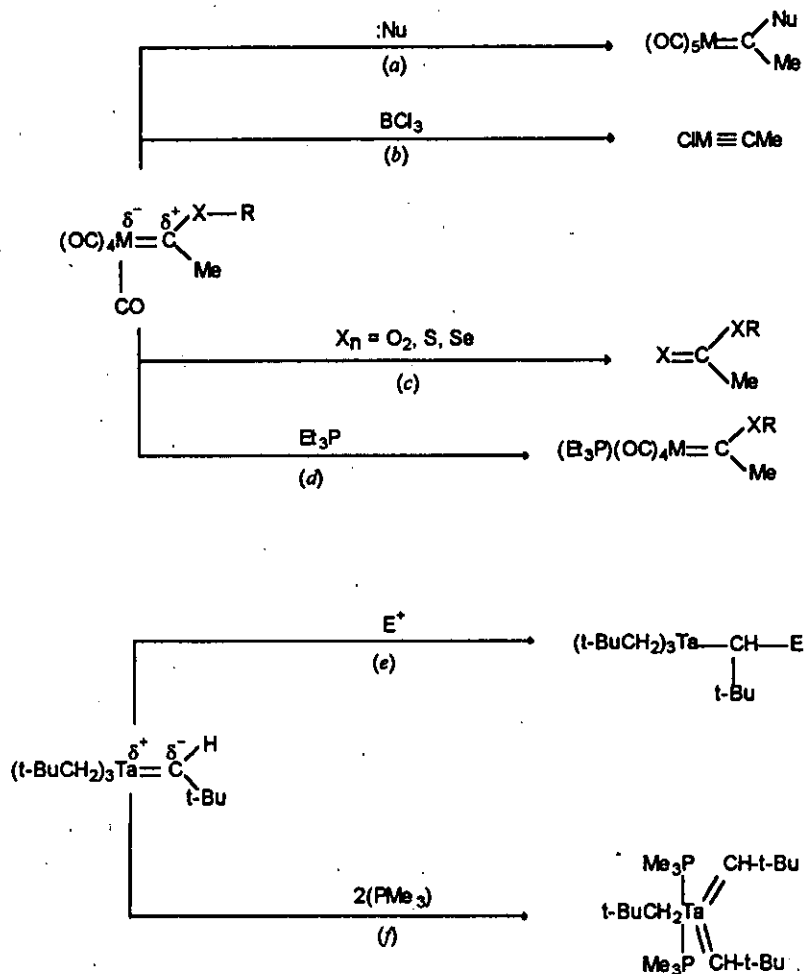 :Nu
(a)
(OC)₅M=C
Nu
Me
BCl₃
(b)
ClM≡CMe
(OC)₄M=C
δ⁻
δ⁺
X—R
Me
CO
Xn = O₂, S, Se
(c)
X=C
XR
Me
Et₃P
(d)
(Et₃P)(OC)₄M=C
XR
Me
E⁺
(e)
(t-BuCH₂)₃Ta—CH—E
t-Bu
(t-BuCH₂)₃Ta=C
δ⁺
δ⁻
H
t-Bu
2(PMe₃)
(f)
Me₃P
CH-t-Bu
t-BuCH₂Ta
Me₃P
CH-t-Bu